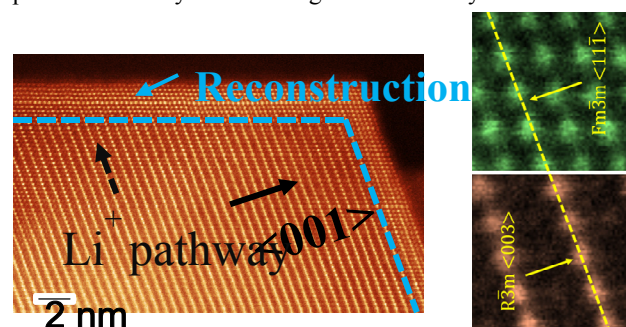 Reconstruction
Li⁺ pathway
<001>
2 nm
Fm3̅m <111̅>
R3̅m <003>